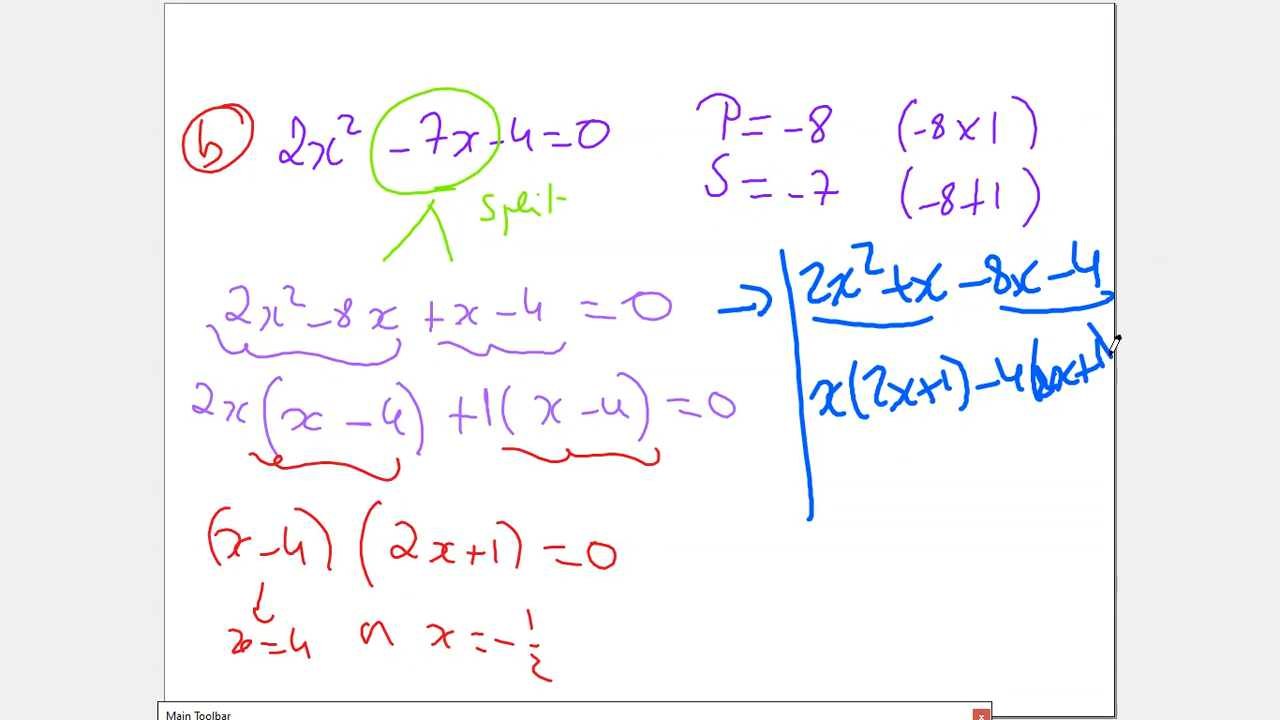 b 2x² -7x -4=0
P= -8 (-8×1)
S= -7 (-8+1)
split
2x² -8x +x -4 =0
→ 2x² +x -8x -4
2x(x -4) +1(x -4) =0
x(2x+1) -4(2x+1)
(x -4)(2x+1) =0
x=4 or x= -1/2
Main Toolbar
x